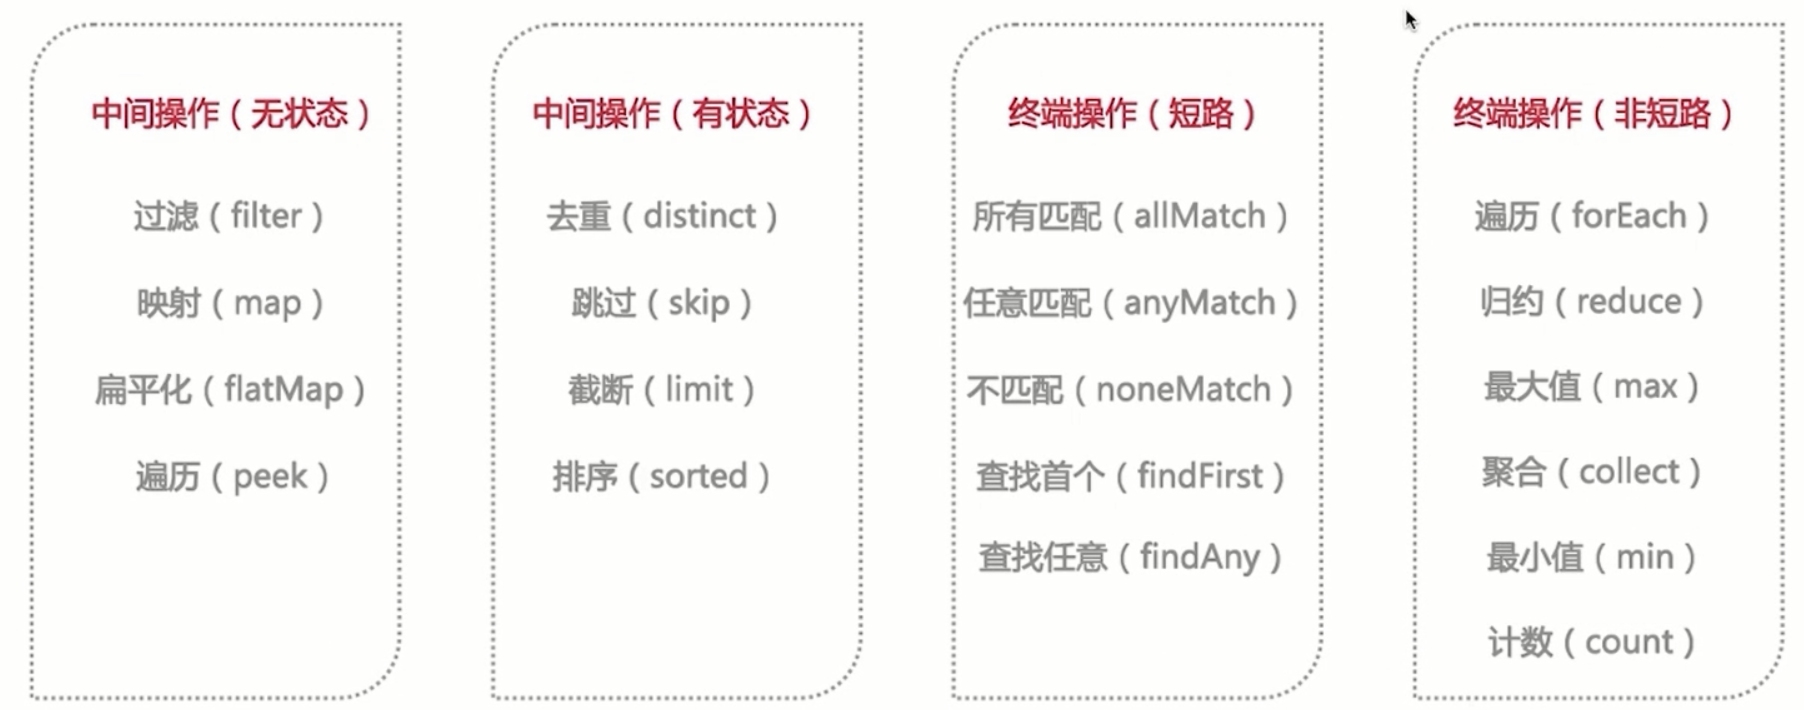 中间操作（无状态）
过滤（filter）
映射（map）
扁平化（flatMap）
遍历（peek）
中间操作（有状态）
去重（distinct）
跳过（skip）
截断（limit）
排序（sorted）
终端操作（短路）
所有匹配（allMatch）
任意匹配（anyMatch）
不匹配（noneMatch）
查找首个（findFirst）
查找任意（findAny）
终端操作（非短路）
遍历（forEach）
归约（reduce）
最大值（max）
聚合（collect）
最小值（min）
计数（count）